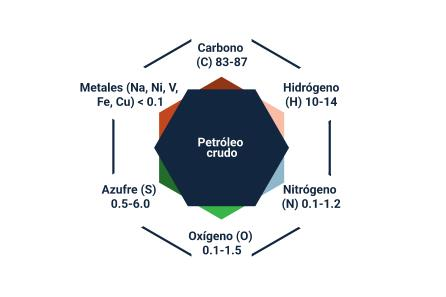 Carbono
(C) 83-87
Metales (Na, Ni, V,
Fe, Cu) < 0.1
Hidrógeno
(H) 10-14
Petróleo
crudo
Azufre (S)
0.5-6.0
Nitrógeno
(N) 0.1-1.2
Oxígeno (O)
0.1-1.5